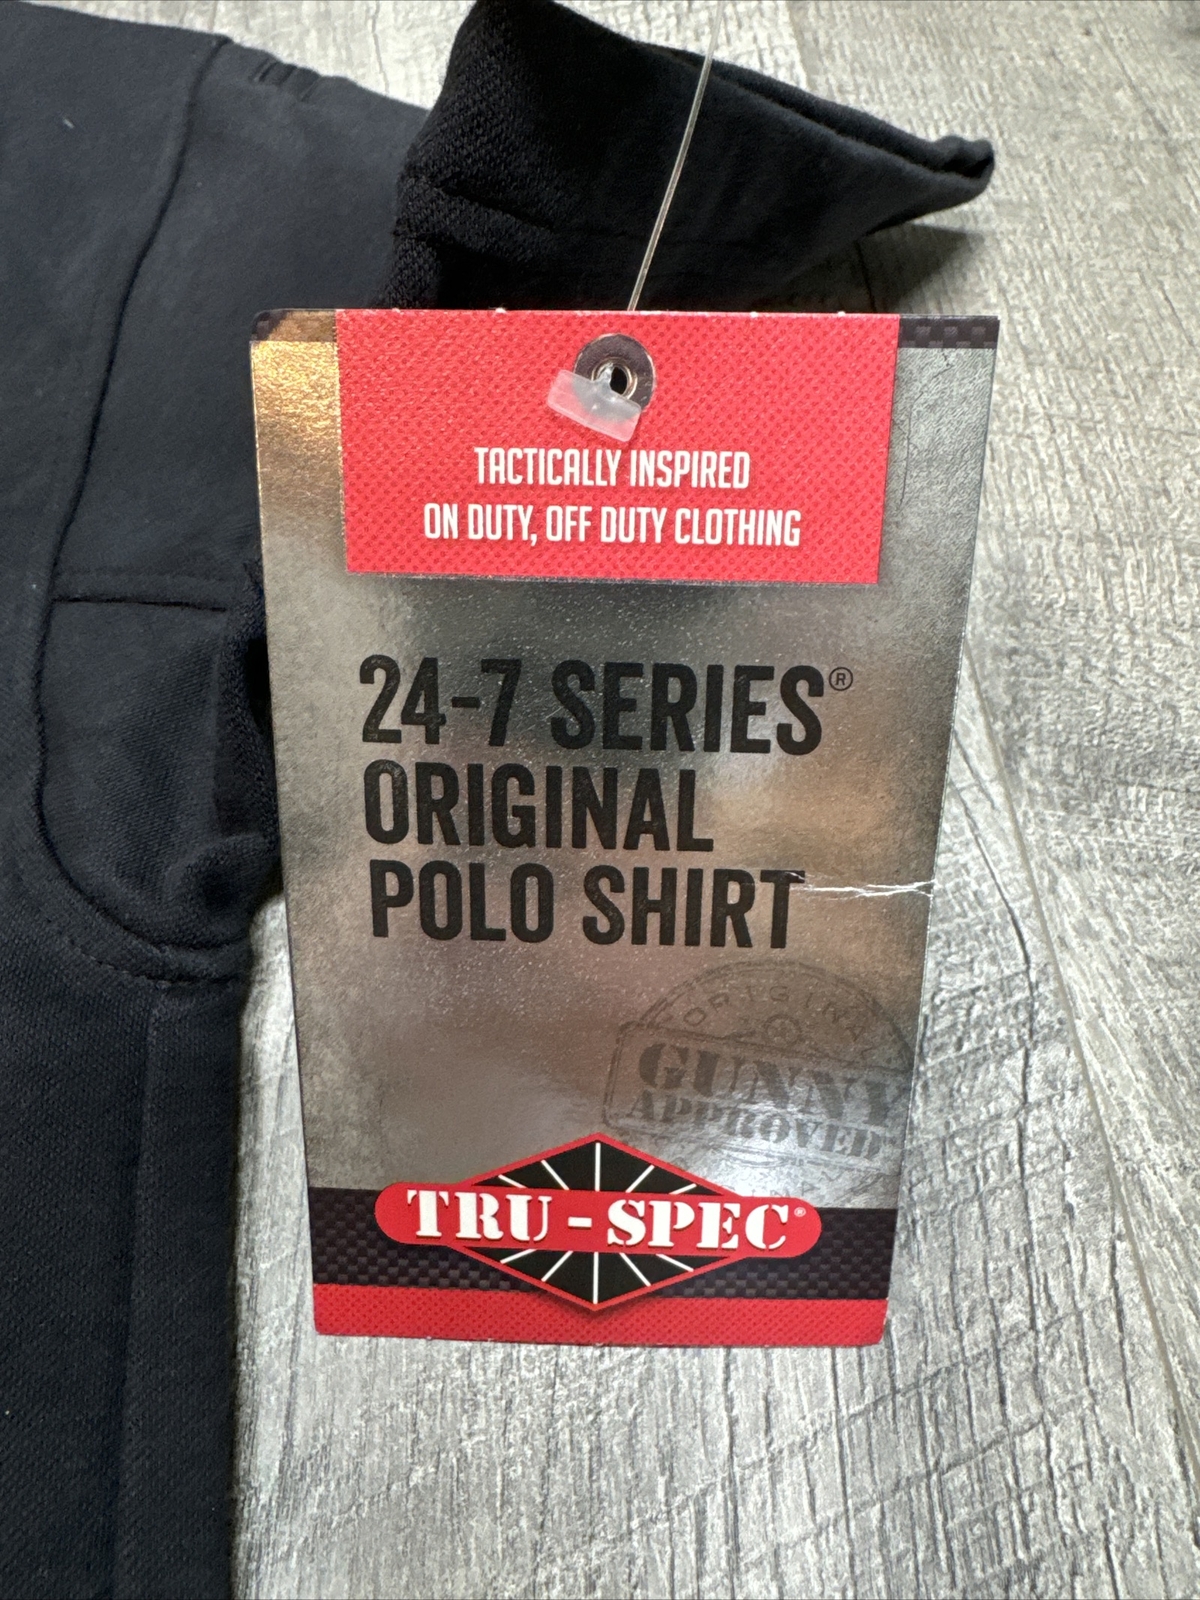 TACTICALLY INSPIRED
ON DUTY, OFF DUTY CLOTHING
24-7 SERIES®
ORIGINAL
POLO SHIRT
ORIGINAL
GUNNY
APPROVED
TRU-SPEC®